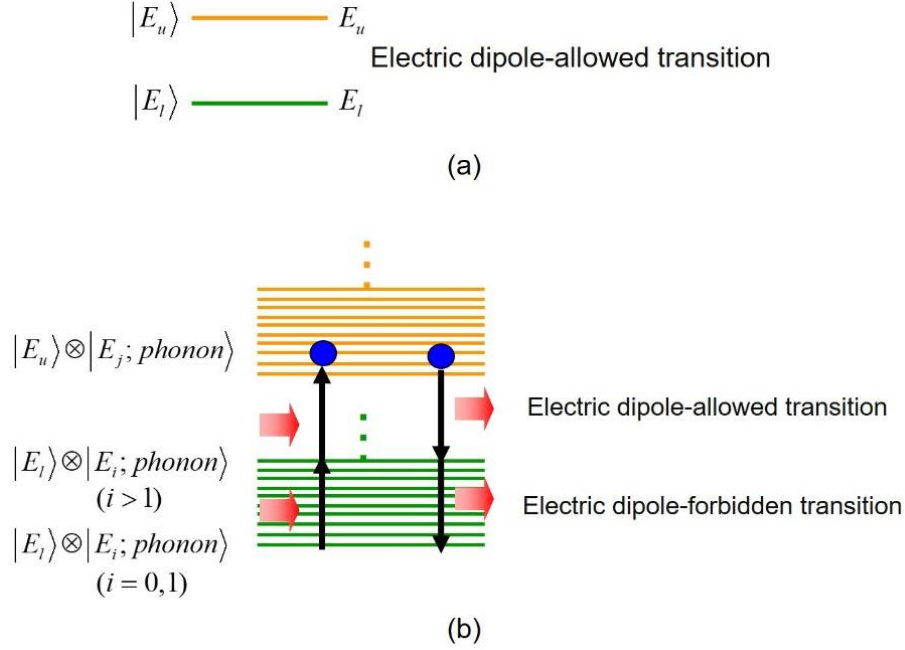 |E_u⟩ E_u
Electric dipole-allowed transition
|E_l⟩ E_l
(a)
|E_u⟩⊗|E_j; phonon⟩
Electric dipole-allowed transition
|E_l⟩⊗|E_i; phonon⟩
(i > 1)
Electric dipole-forbidden transition
|E_l⟩⊗|E_i; phonon⟩
(i = 0,1)
(b)